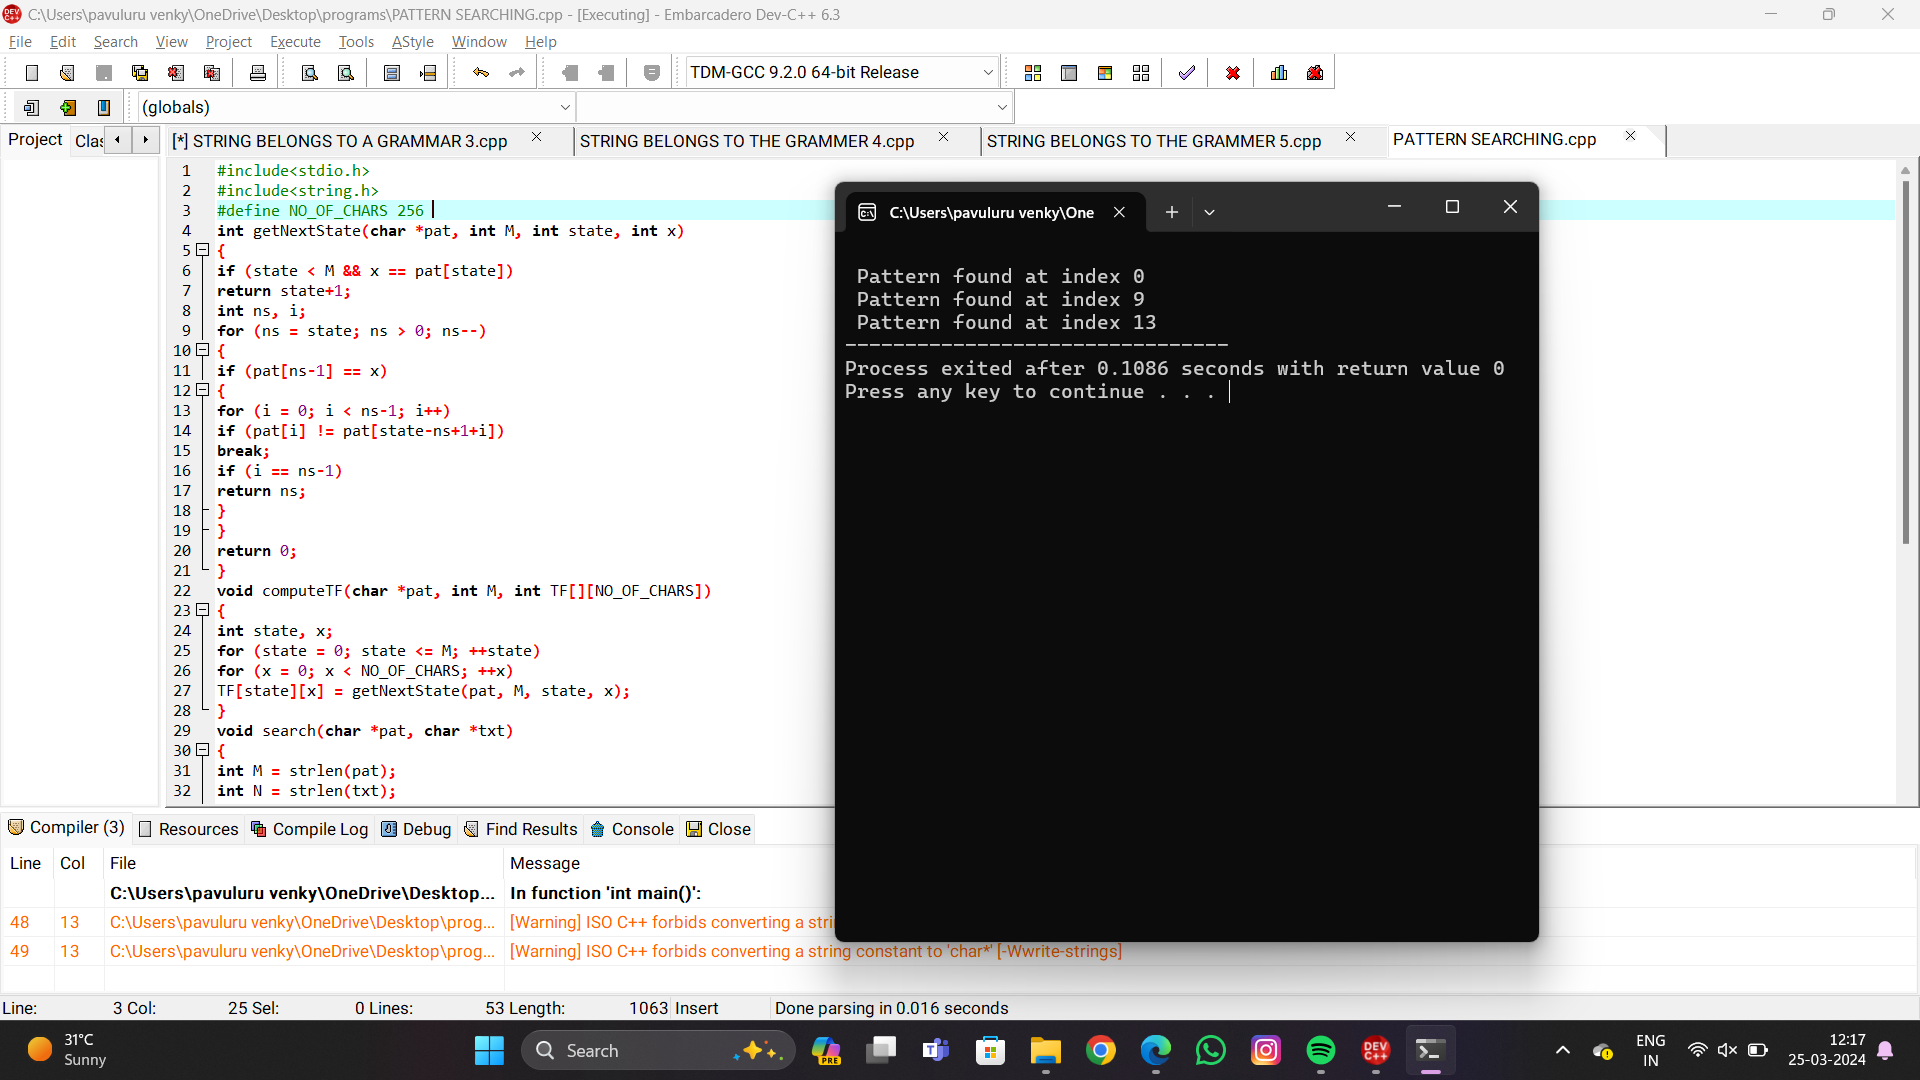 C:\Users\pavuluru venky\OneDrive\Desktop\programs\PATTERN SEARCHING.cpp - [Executing] - Embarcadero Dev-C++ 6.3
File Edit Search View Project Execute Tools AStyle Window Help
TDM-GCC 9.2.0 64-bit Release
(globals)
Project Clas [*] STRING BELONGS TO A GRAMMAR 3.cpp STRING BELONGS TO THE GRAMMER 4.cpp STRING BELONGS TO THE GRAMMER 5.cpp PATTERN SEARCHING.cpp
1 #include<stdio.h>
2 #include<string.h>
3 #define NO_OF_CHARS 256
4 int getNextState(char *pat, int M, int state, int x)
5 {
6 if (state < M && x == pat[state])
7 return state+1;
8 int ns, i;
9 for (ns = state; ns > 0; ns--)
10 {
11 if (pat[ns-1] == x)
12 {
13 for (i = 0; i < ns-1; i++)
14 if (pat[i] != pat[state-ns+1+i])
15 break;
16 if (i == ns-1)
17 return ns;
18 }
19 }
20 return 0;
21 }
22 void computeTF(char *pat, int M, int TF[][NO_OF_CHARS])
23 {
24 int state, x;
25 for (state = 0; state <= M; ++state)
26 for (x = 0; x < NO_OF_CHARS; ++x)
27 TF[state][x] = getNextState(pat, M, state, x);
28 }
29 void search(char *pat, char *txt)
30 {
31 int M = strlen(pat);
32 int N = strlen(txt);
C:\Users\pavuluru venky\One
Pattern found at index 0
Pattern found at index 9
Pattern found at index 13
--------------------------------
Process exited after 0.1086 seconds with return value 0
Press any key to continue . . .
Compiler (3) Resources Compile Log Debug Find Results Console Close
Line Col File Message
C:\Users\pavuluru venky\OneDrive\Desktop... In function 'int main()':
48 13 C:\Users\pavuluru venky\OneDrive\Desktop\prog... [Warning] ISO C++ forbids converting a stri
49 13 C:\Users\pavuluru venky\OneDrive\Desktop\prog... [Warning] ISO C++ forbids converting a string constant to 'char*' [-Wwrite-strings]
Line: 3 Col: 25 Sel: 0 Lines: 53 Length: 1063 Insert Done parsing in 0.016 seconds
31°C
Sunny
Search
PRE
DEV
C++
ENG
IN
12:17
25-03-2024